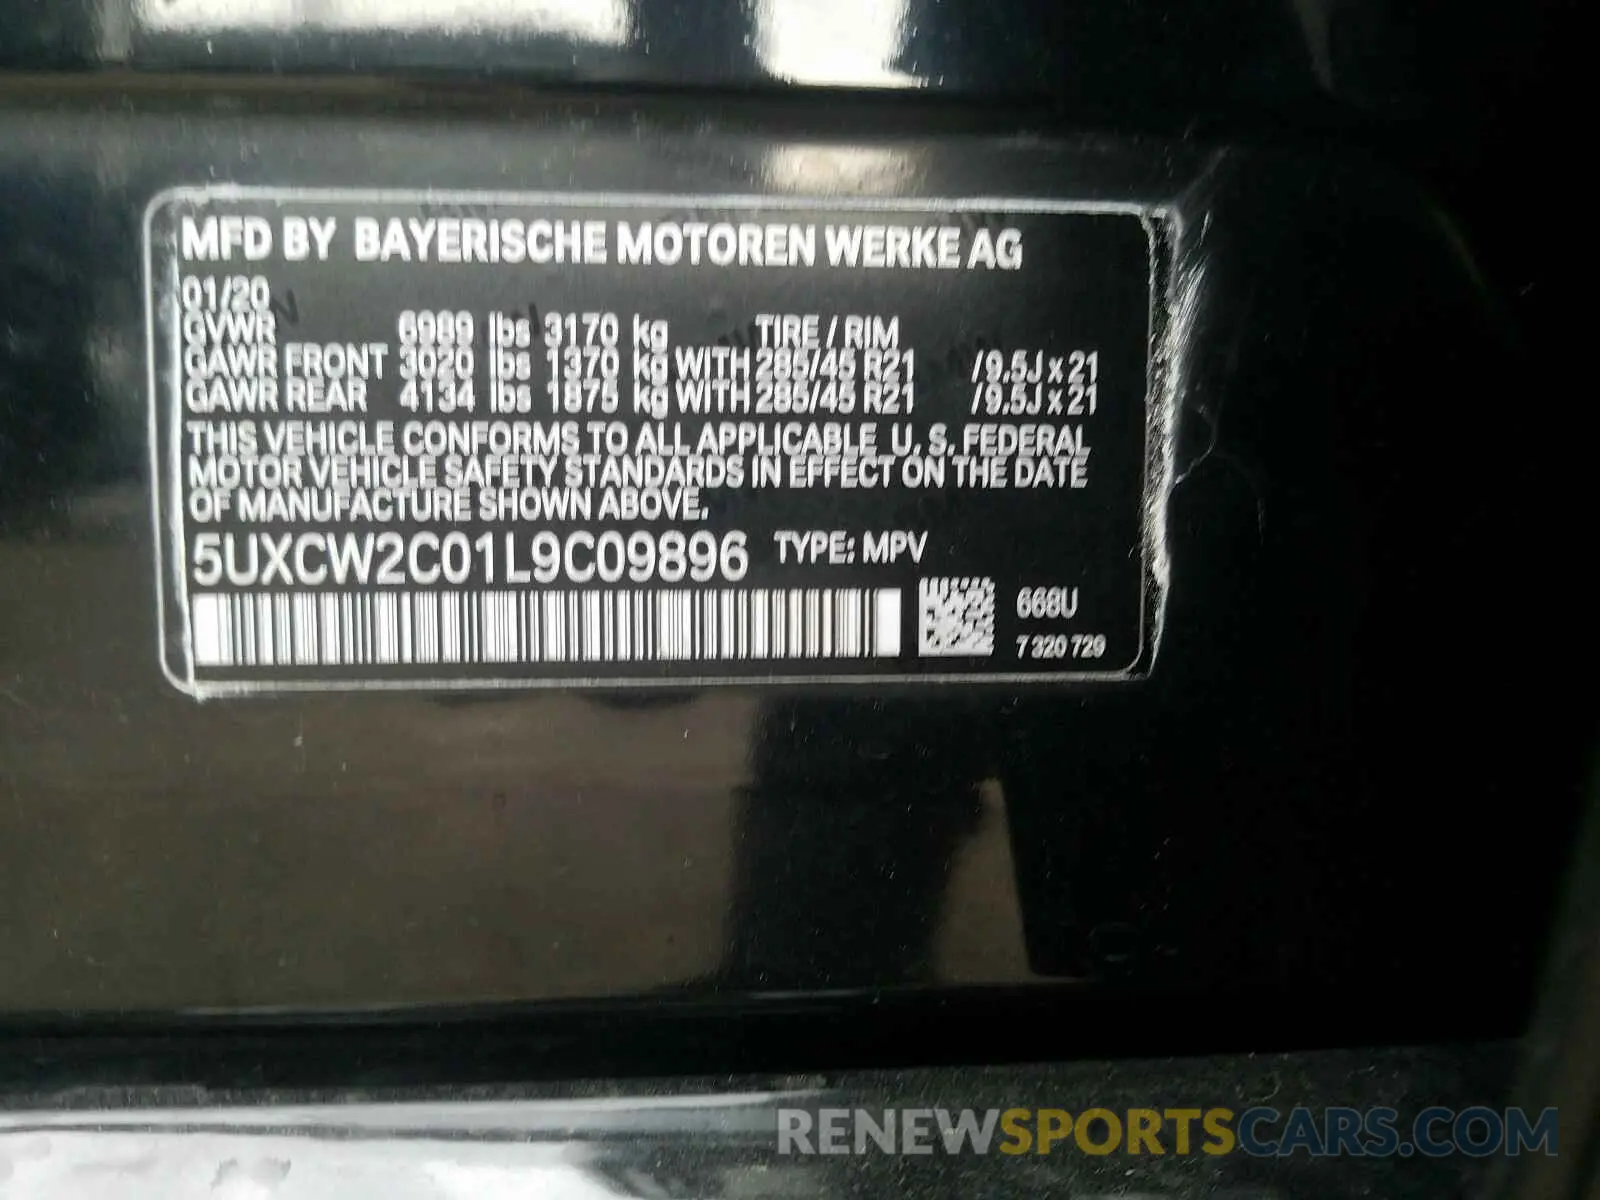 MFD BY BAYERISCHE MOTOREN WERKE AG
01/20
GVWR 6989 lbs 3170 kg TIRE / RIM
GAWR FRONT 3020 lbs 1370 kg WITH 285/45 R21 /9.5J x 21
GAWR REAR 4134 lbs 1875 kg WITH 285/45 R21 /9.5J x 21
THIS VEHICLE CONFORMS TO ALL APPLICABLE U. S. FEDERAL
MOTOR VEHICLE SAFETY STANDARDS IN EFFECT ON THE DATE
OF MANUFACTURE SHOWN ABOVE.
5UXCW2C01L9C09896 TYPE: MPV
668U
7 320 729
RENEWSPORTSCARS.COM